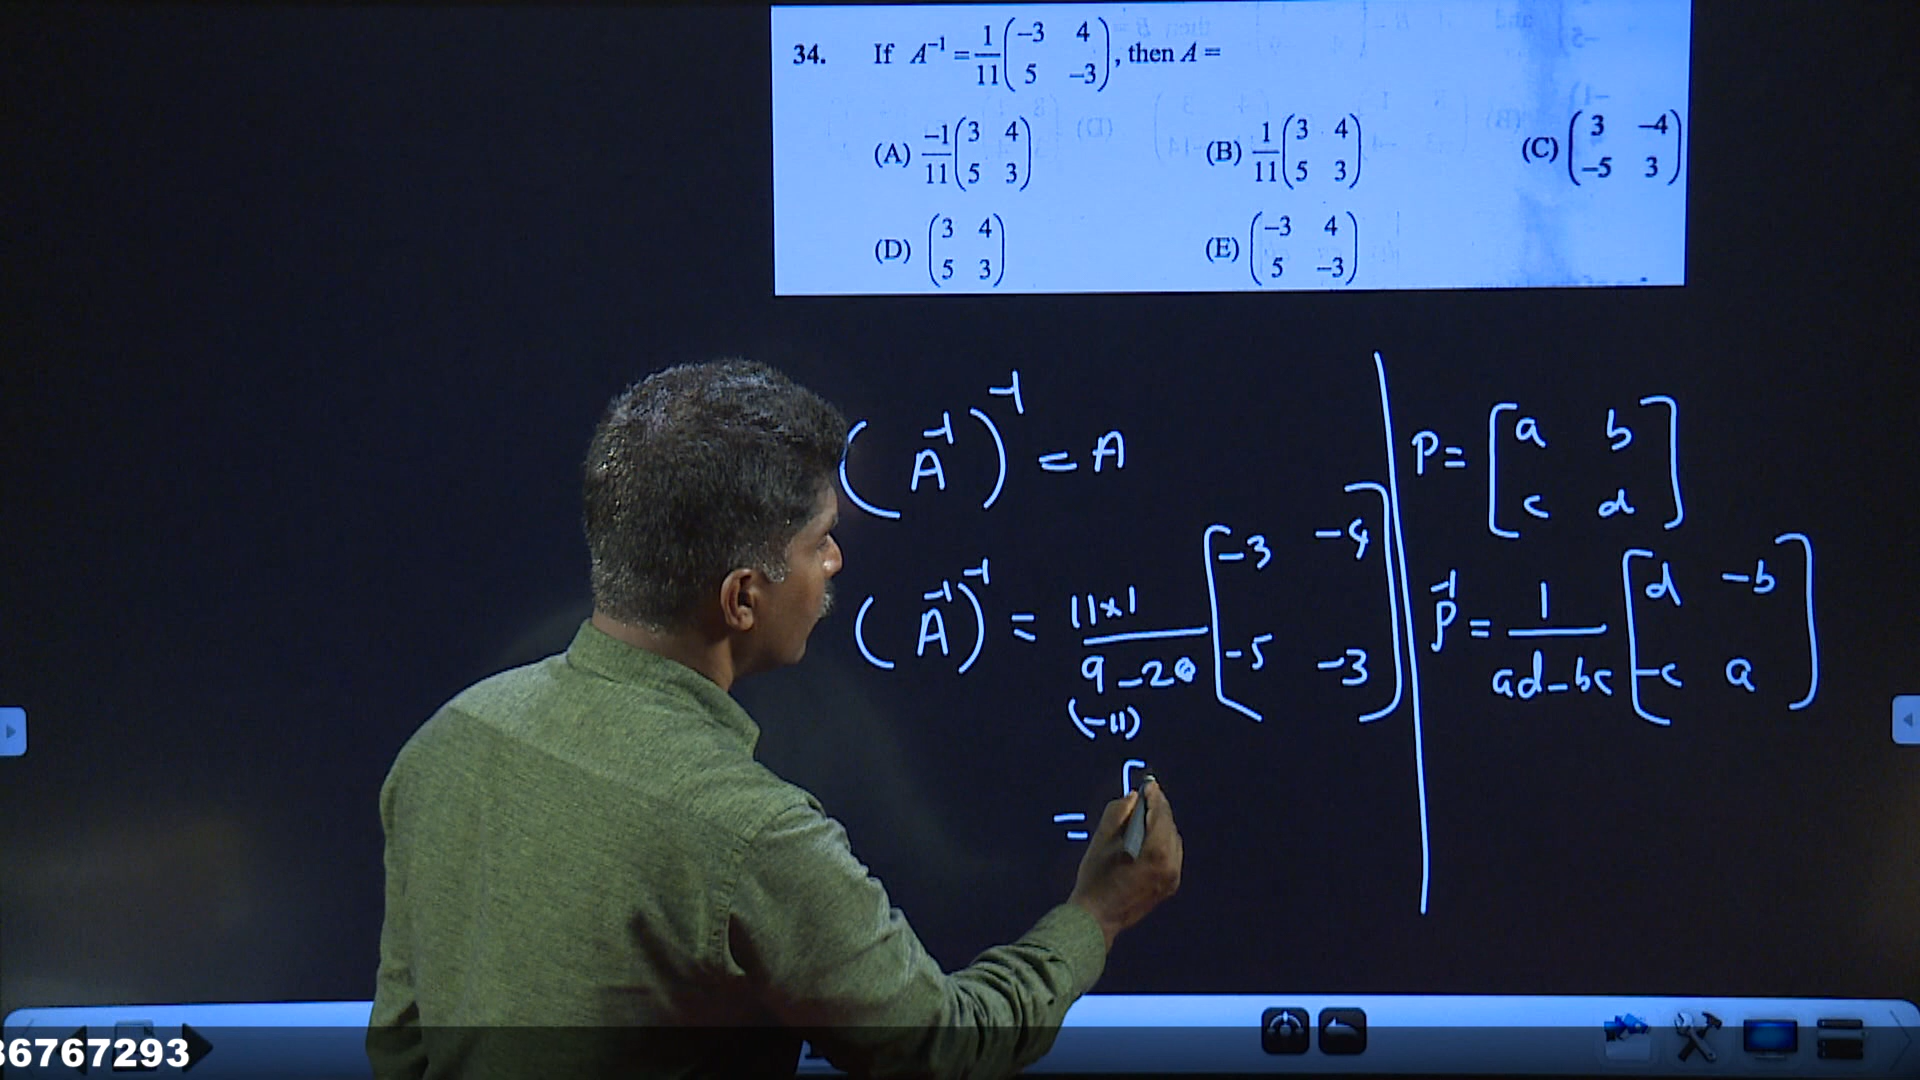 34. If A⁻¹ = 1/11 (−3 4 5 −3), then A =
(A) −1/11 (3 4 5 3) (B) 1/11 (3 4 5 3) (C) (3 −4 −5 3)
(D) (3 4 5 3) (E) (−3 4 5 −3)
(A⁻¹)⁻¹ = A
(A⁻¹)⁻¹ = 11×1/9−20 [−3 −4 −5 −3]
(−11)
= [
P = [a b c d]
P⁻¹ = 1/ad−bc [d −b −c a]
36767293